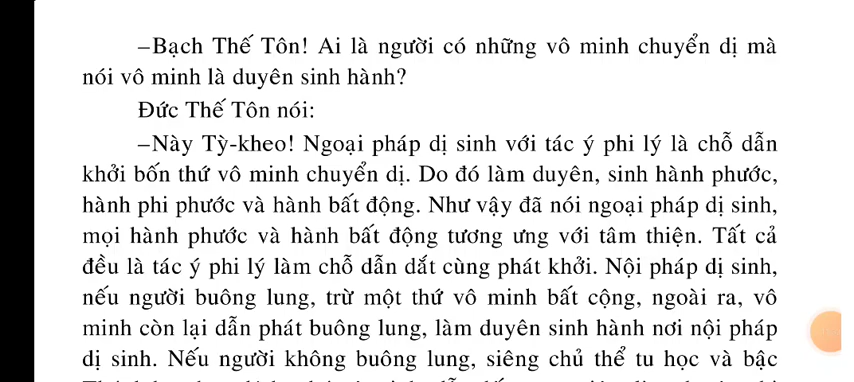 –Bạch Thế Tôn! Ai là người có những vô minh chuyển dị mà
nói vô minh là duyên sinh hành?
Đức Thế Tôn nói:
–Này Tỳ-kheo! Ngoại pháp dị sinh với tác ý phi lý là chỗ dẫn
khởi bốn thứ vô minh chuyển dị. Do đó làm duyên, sinh hành phước,
hành phi phước và hành bất động. Như vậy đã nói ngoại pháp dị sinh,
mọi hành phước và hành bất động tương ưng với tâm thiện. Tất cả
đều là tác ý phi lý làm chỗ dẫn dắt cùng phát khởi. Nội pháp dị sinh,
nếu người buông lung, trừ một thứ vô minh bất cộng, ngoài ra, vô
minh còn lại dẫn phát buông lung, làm duyên sinh hành nơi nội pháp
dị sinh. Nếu người không buông lung, siêng chủ thể tu học và bậc